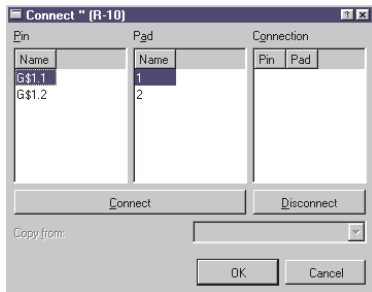 Connect '' (R-10)
Pin Pad Connection
Name Name Pin Pad
G$1.1 1
G$1.2 2
Connect Disconnect
Copy from:
OK Cancel